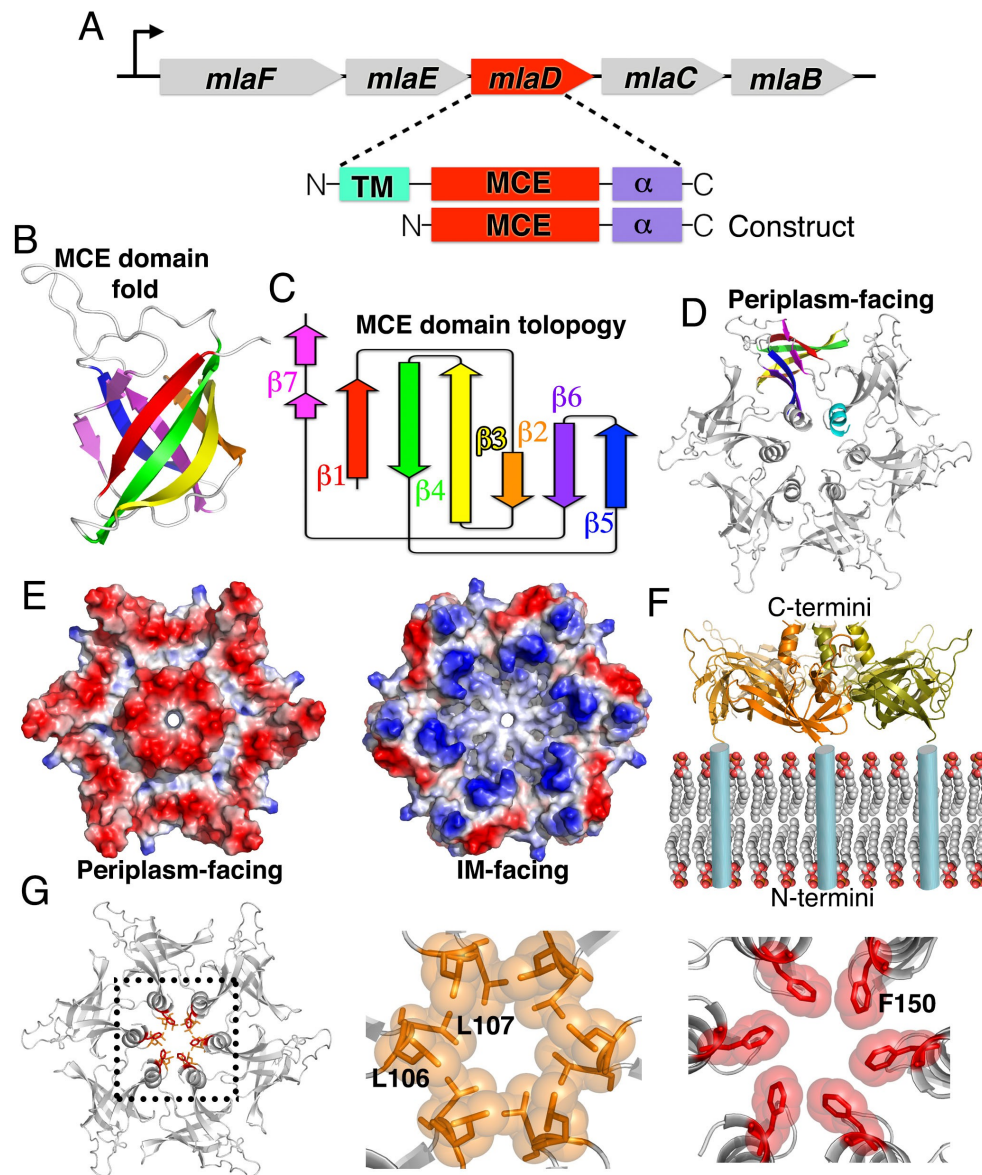 A
mlaF mlaE mlaD mlaC mlaB
N TM MCE α C
N MCE α C Construct
B
MCE domain
fold
C
MCE domain tolopogy
β7
β1
β4
β3
β2
β6
β5
D
Periplasm-facing
E
Periplasm-facing
IM-facing
F
C-termini
N-termini
G
L107
L106
F150